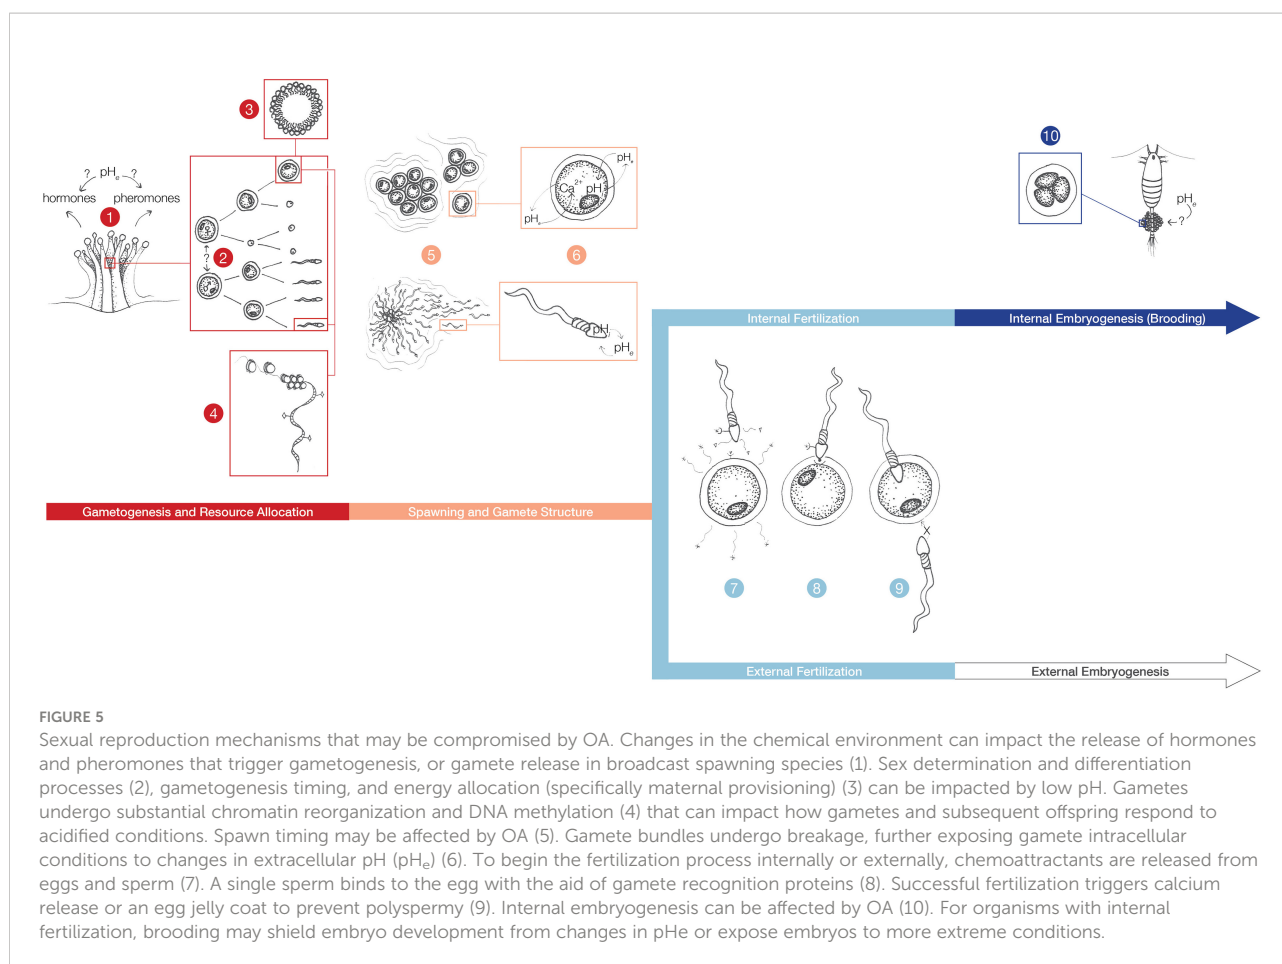 3
10
? pHe ?
hormones
pheromones
1
2
?
pHe
Ca2+ pHi
pHe
5
6
pHe
?
pHi
pHe
4
Internal Fertilization
Internal Embryogenesis (Brooding)
Gametogenesis and Resource Allocation
Spawning and Gamete Structure
X
7
8
9
External Fertilization
External Embryogenesis
FIGURE 5
Sexual reproduction mechanisms that may be compromised by OA. Changes in the chemical environment can impact the release of hormones
and pheromones that trigger gametogenesis, or gamete release in broadcast spawning species (1). Sex determination and differentiation
processes (2), gametogenesis timing, and energy allocation (specifically maternal provisioning) (3) can be impacted by low pH. Gametes
undergo substantial chromatin reorganization and DNA methylation (4) that can impact how gametes and subsequent offspring respond to
acidified conditions. Spawn timing may be affected by OA (5). Gamete bundles undergo breakage, further exposing gamete intracellular
conditions to changes in extracellular pH (pHe) (6). To begin the fertilization process internally or externally, chemoattractants are released from
eggs and sperm (7). A single sperm binds to the egg with the aid of gamete recognition proteins (8). Successful fertilization triggers calcium
release or an egg jelly coat to prevent polyspermy (9). Internal embryogenesis can be affected by OA (10). For organisms with internal
fertilization, brooding may shield embryo development from changes in pHe or expose embryos to more extreme conditions.